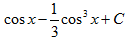 cos x − 1/3 cos³ x + C